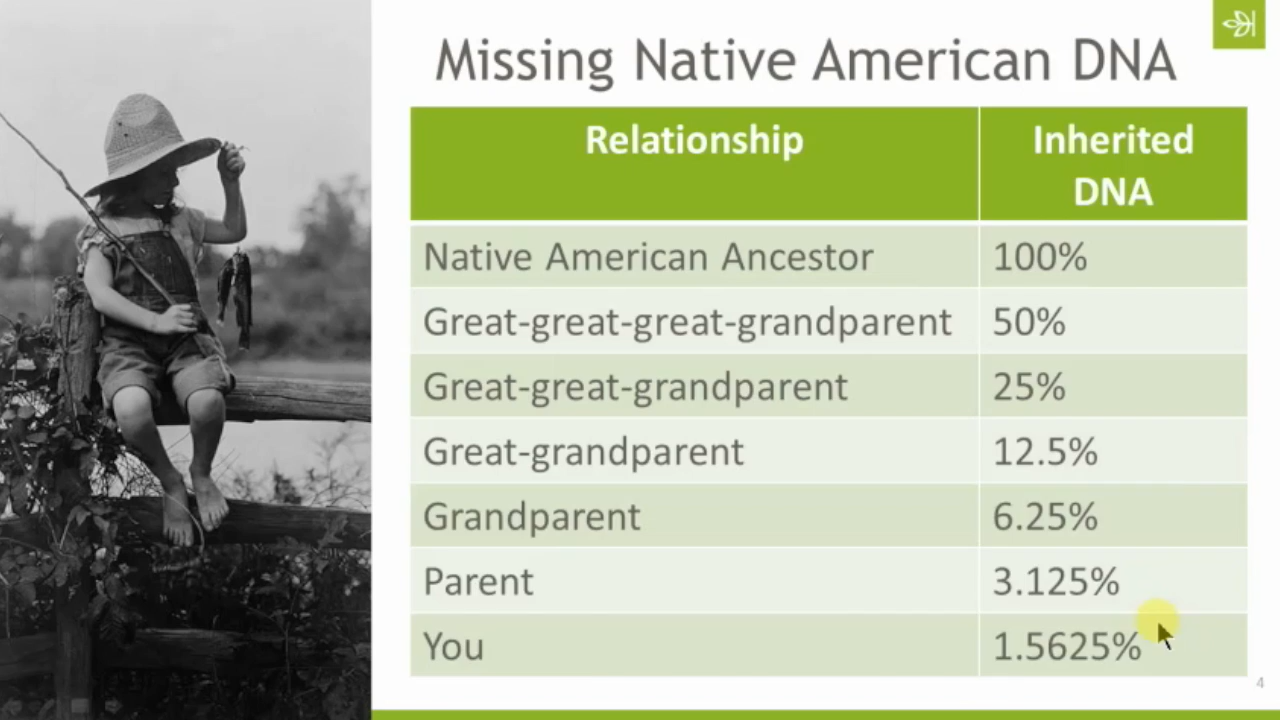 Missing Native American DNA
Relationship
Inherited
DNA
Native American Ancestor
100%
Great-great-great-grandparent
50%
Great-great-grandparent
25%
Great-grandparent
12.5%
Grandparent
6.25%
Parent
3.125%
You
1.5625%
4